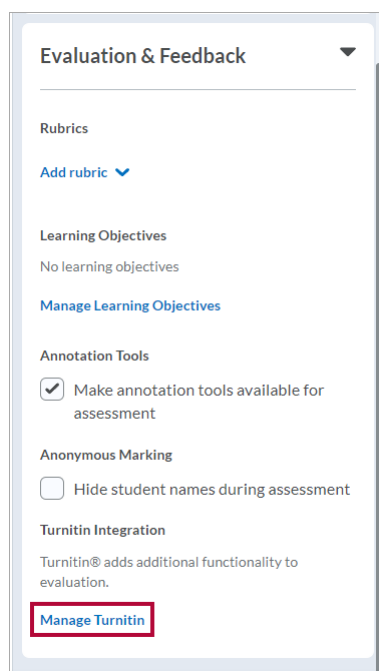 Evaluation & Feedback
Rubrics
Add rubric
Learning Objectives
No learning objectives
Manage Learning Objectives
Annotation Tools
Make annotation tools available for
assessment
Anonymous Marking
Hide student names during assessment
Turnitin Integration
Turnitin® adds additional functionality to
evaluation.
Manage Turnitin